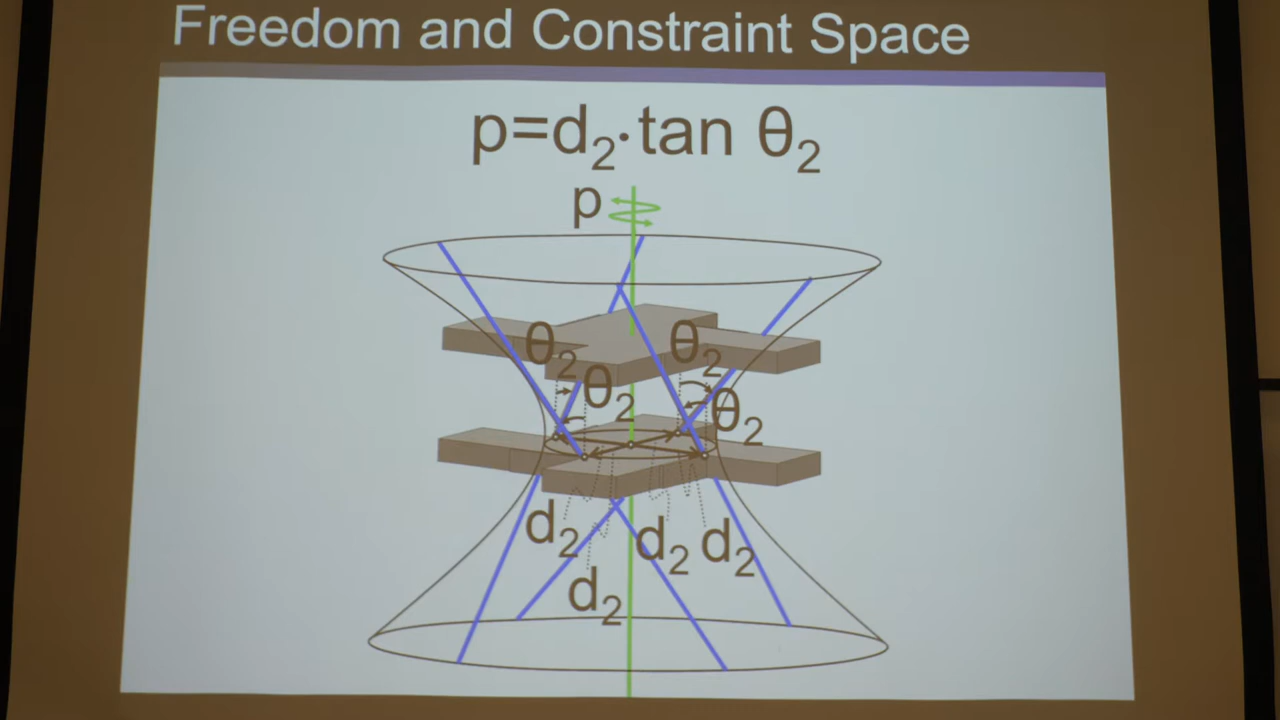 Freedom and Constraint Space
p=d₂·tan θ₂
p
θ₂ θ₂
θ₂ θ₂
d₂ d₂ d₂
d₂